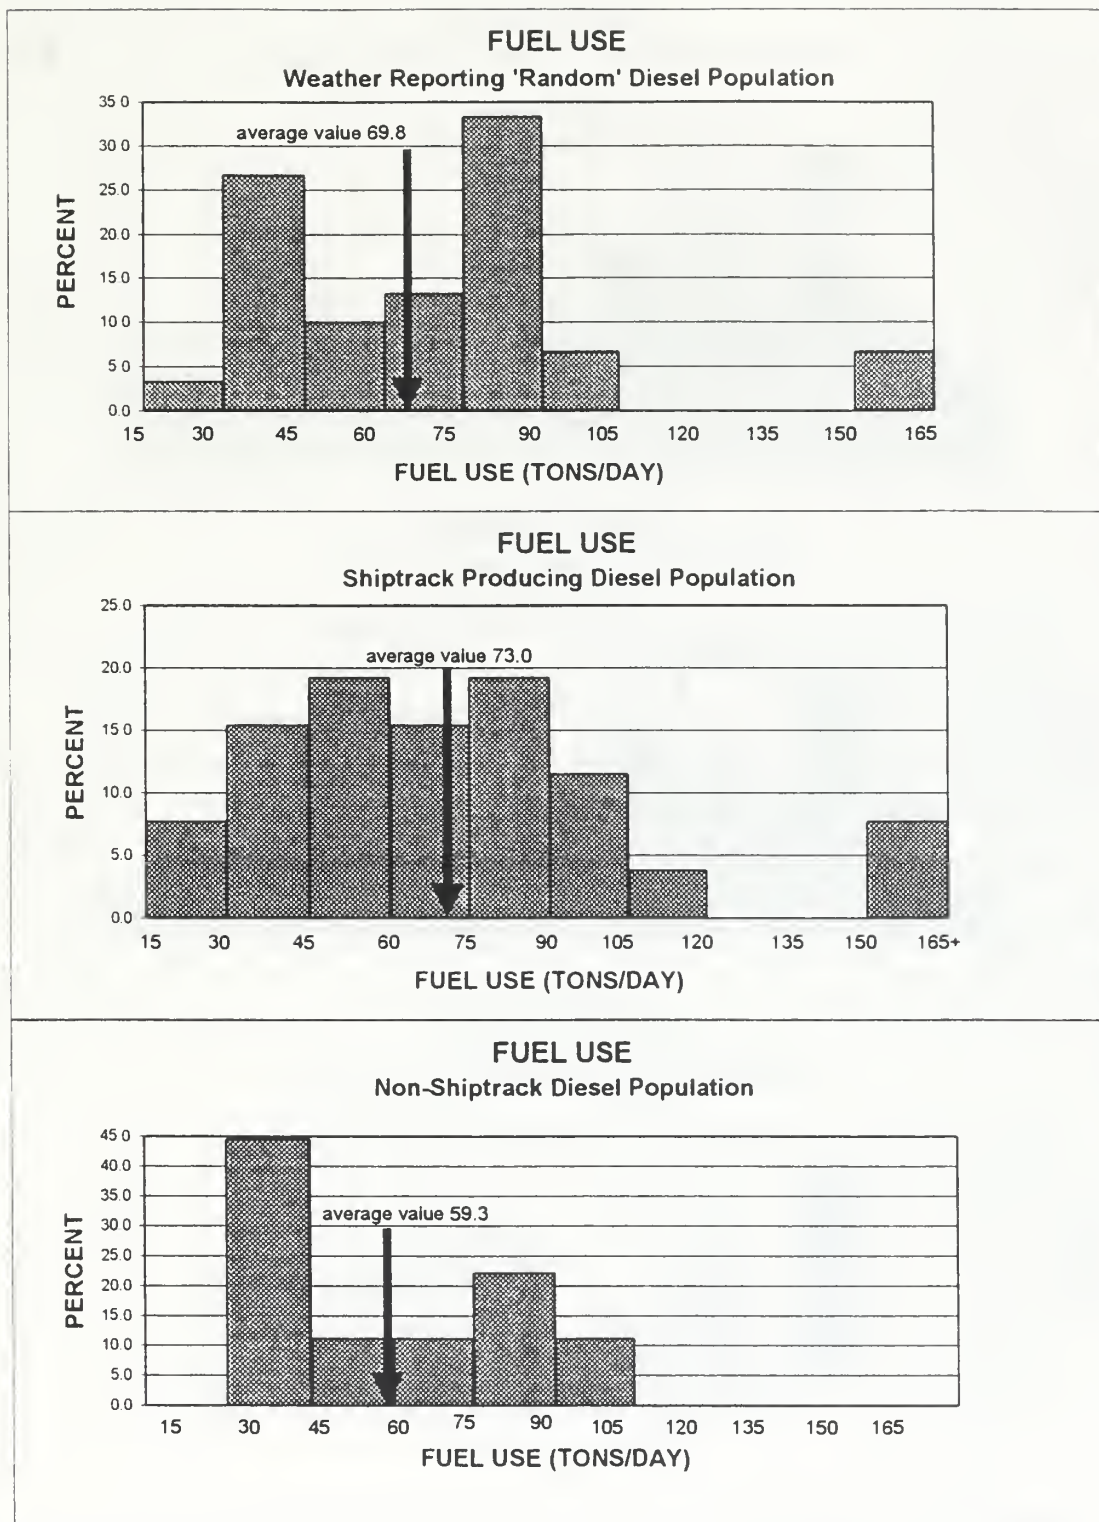 FUEL USE
Weather Reporting 'Random' Diesel Population
average value 69.8
PERCENT
35 0
30 0
25.0
20 0
15 0
10 0
5 0
0.0
15 30 45 60 75 90 105 120 135 150 165
FUEL USE (TONS/DAY)
FUEL USE
Shiptrack Producing Diesel Population
average value 73.0
PERCENT
25.0
20.0
15.0
10.0
5.0
0.0
15 30 45 60 75 90 105 120 135 150 165+
FUEL USE (TONS/DAY)
FUEL USE
Non-Shiptrack Diesel Population
average value 59.3
PERCENT
45 0
40.0
35 0
30 0
25 0
20 0
15 0
10.0
5.0
0.0
15 30 45 60 75 90 105 120 135 150 165
FUEL USE (TONS/DAY)